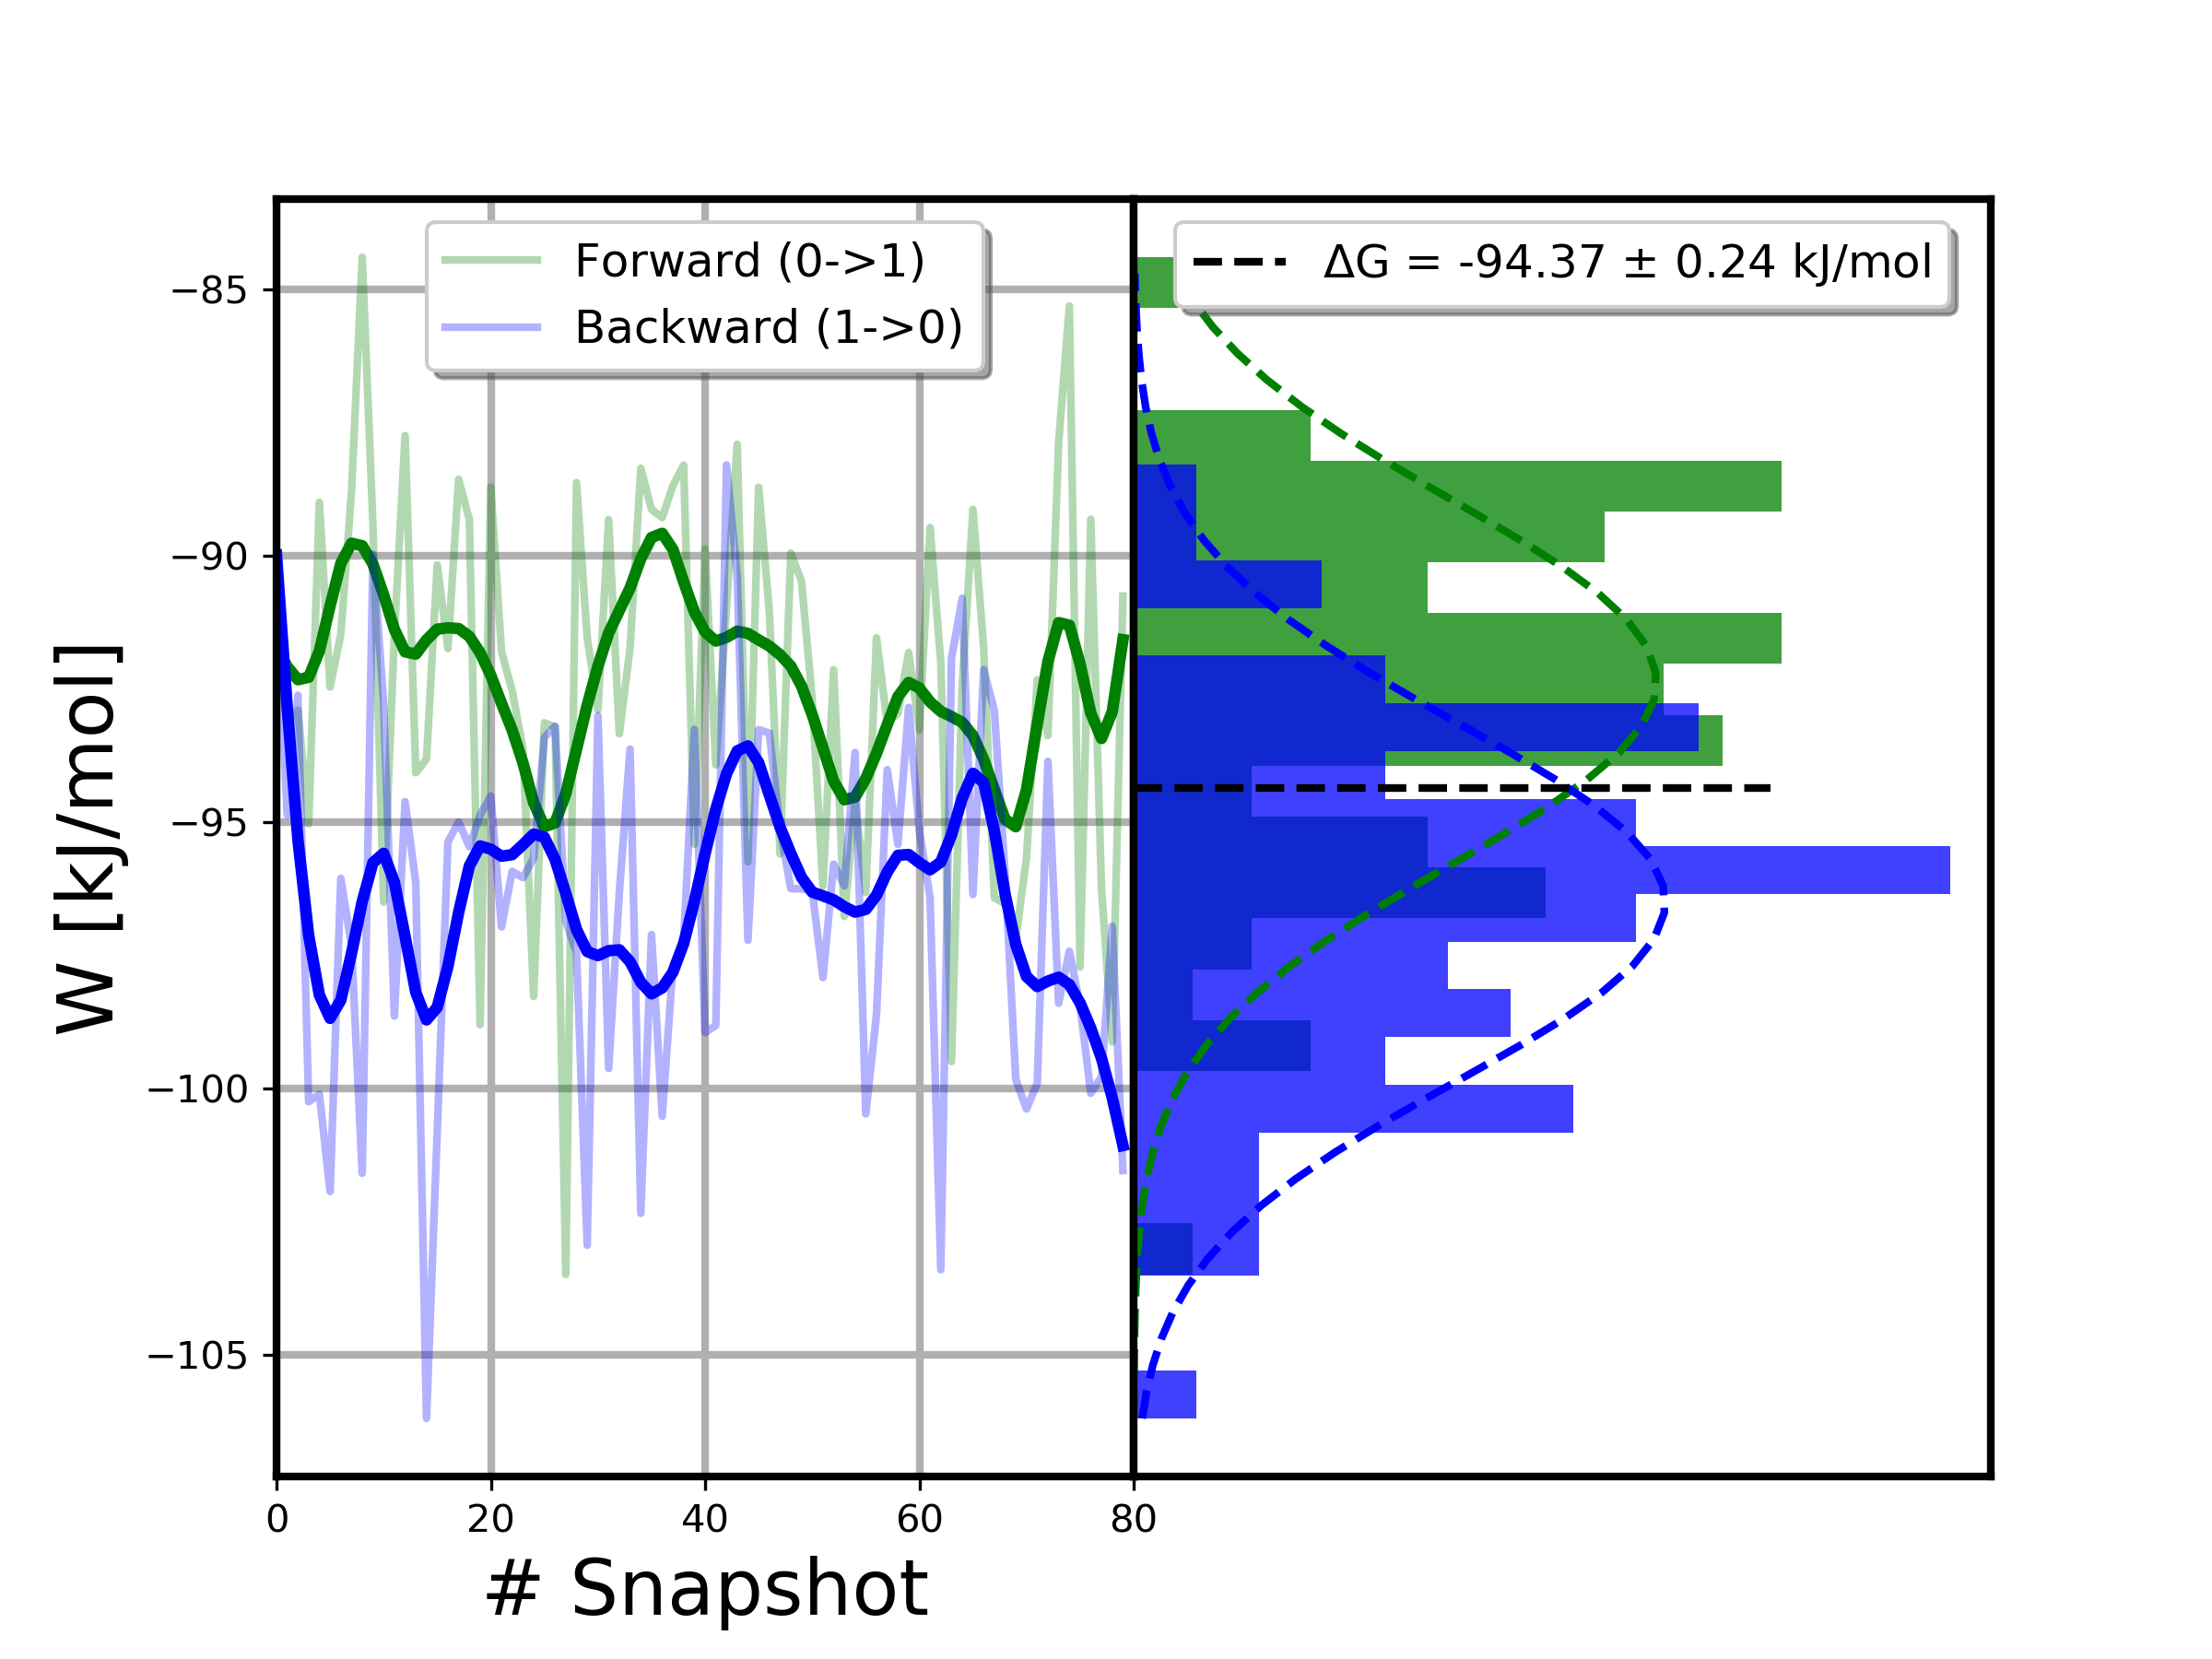 Forward (0->1)
Backward (1->0)
ΔG = -94.37 ± 0.24 kJ/mol
−85
−90
−95
−100
−105
W [kJ/mol]
0 20 40 60 80
# Snapshot